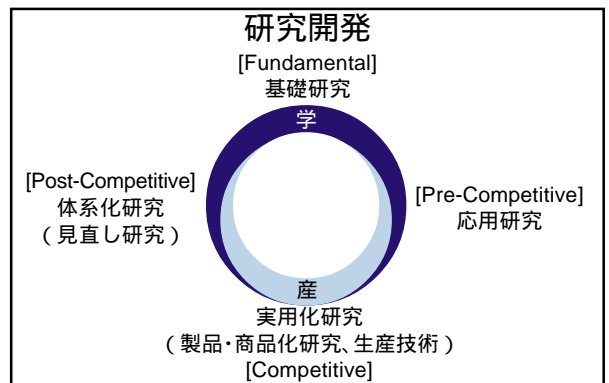 研究開発
[Fundamental]
基礎研究
学
[Post-Competitive]
体系化研究
(見直し研究)
[Pre-Competitive]
応用研究
産
実用化研究
(製品・商品化研究、生産技術)
[Competitive]